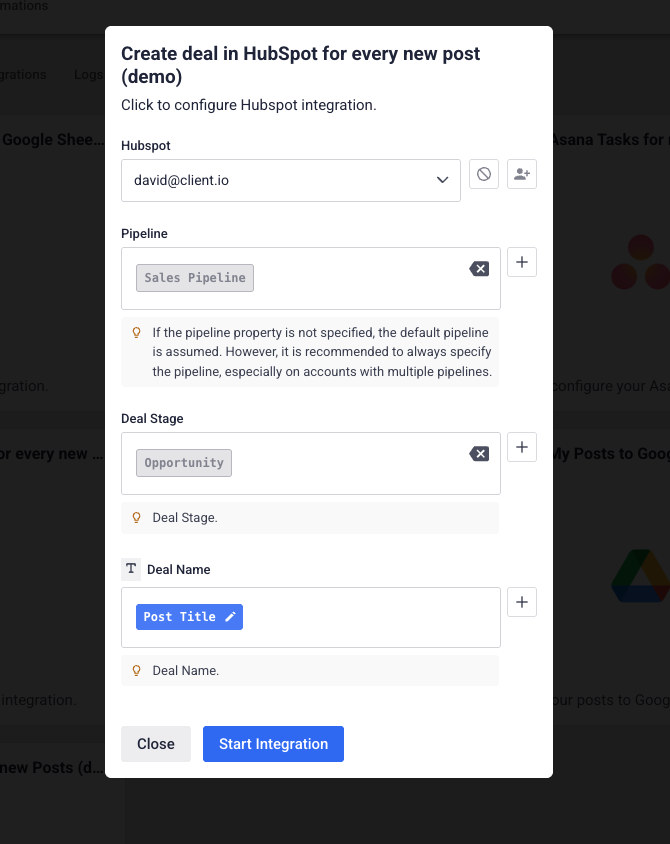 mations
grations Logs
Create deal in HubSpot for every new post
(demo)
Click to configure Hubspot integration.
Google Shee...
Asana Tasks for
Hubspot
david@client.io
Pipeline
Sales Pipeline
If the pipeline property is not specified, the default pipeline
is assumed. However, it is recommended to always specify
the pipeline, especially on accounts with multiple pipelines.
gration.
configure your Asa
Deal Stage
or every new ...
My Posts to Goog
Opportunity
Deal Stage.
T Deal Name
Post Title
Deal Name.
integration.
our posts to Goog
Close Start Integration
new Posts (d...